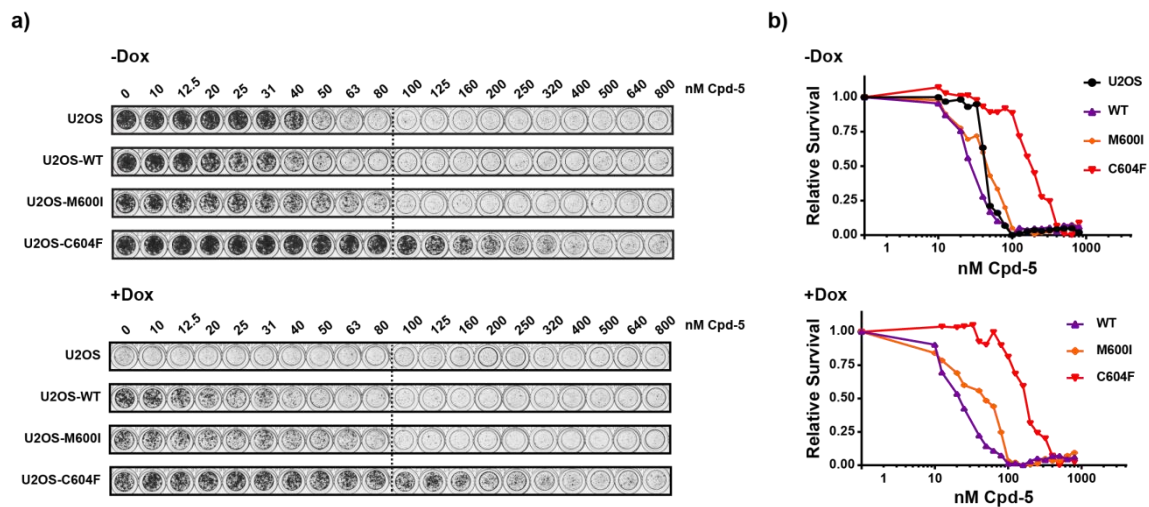 a)
-Dox
0 10 12.5 20 25 31 40 50 63 80 100 125 160 200 250 320 400 500 640 800 nM Cpd-5
U2OS
U2OS-WT
U2OS-M600I
U2OS-C604F
+Dox
0 10 12.5 20 25 31 40 50 63 80 100 125 160 200 250 320 400 500 640 800 nM Cpd-5
U2OS
U2OS-WT
U2OS-M600I
U2OS-C604F
b)
-Dox
Relative Survival
1.00
0.75
0.50
0.25
0.00
1 10 100 1000
nM Cpd-5
U2OS
WT
M600I
C604F
+Dox
Relative Survival
1.00
0.75
0.50
0.25
0.00
1 10 100 1000
nM Cpd-5
WT
M600I
C604F